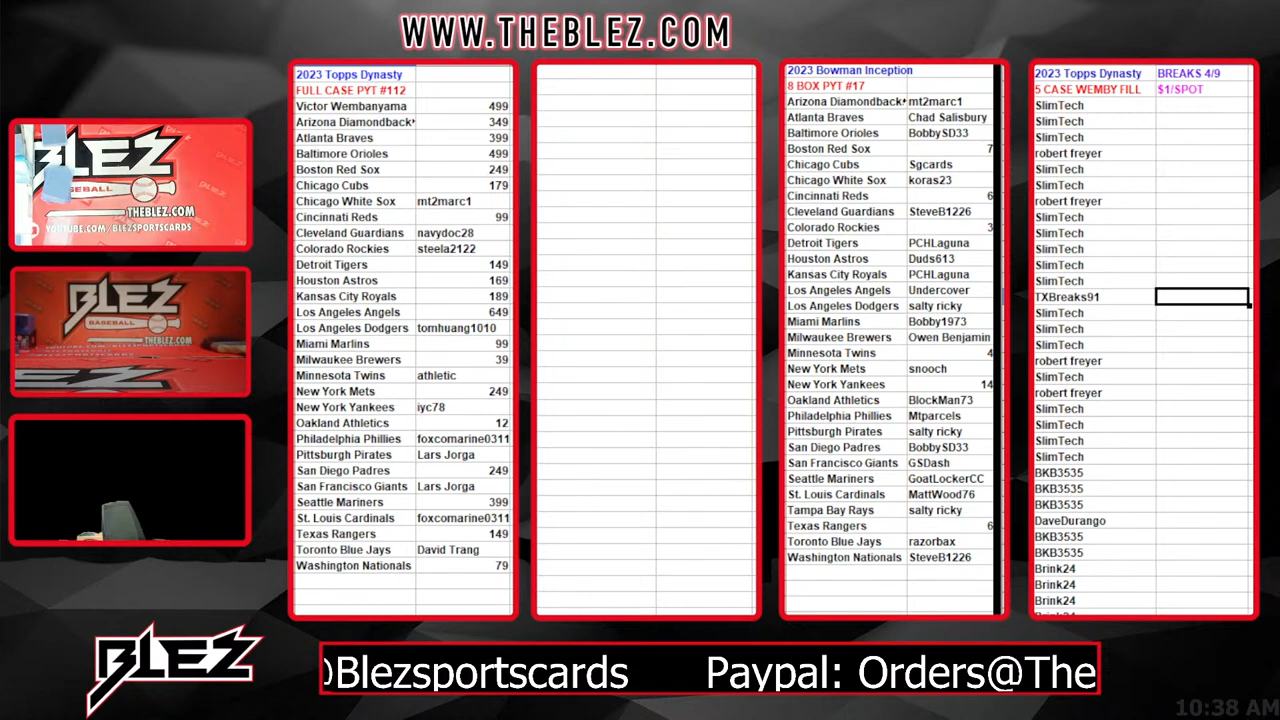 WWW.THEBLEZ.COM
BLEZ
BASEBALL
THEBLEZ.COM
YOUTUBE.COM/BLEZSPORTSCARDS
BLEZ
BASEBALL
THEBLEZ.COM
2023 Topps Dynasty
FULL CASE PYT #112
Victor Wembanyama 499
Arizona Diamondback 349
Atlanta Braves 399
Baltimore Orioles 499
Boston Red Sox 249
Chicago Cubs 179
Chicago White Sox mt2marc1
Cincinnati Reds 99
Cleveland Guardians navydoc28
Colorado Rockies steela2122
Detroit Tigers 149
Houston Astros 169
Kansas City Royals 189
Los Angeles Angels 649
Los Angeles Dodgers tomhuang1010
Miami Marlins 99
Milwaukee Brewers 39
Minnesota Twins athletic
New York Mets 249
New York Yankees iyc78
Oakland Athletics 12
Philadelphia Phillies foxcomarine0311
Pittsburgh Pirates Lars Jorga
San Diego Padres 249
San Francisco Giants Lars Jorga
Seattle Mariners 399
St. Louis Cardinals foxcomarine0311
Texas Rangers 149
Toronto Blue Jays David Trang
Washington Nationals 79
2023 Bowman Inception
8 BOX PYT #17
Arizona Diamondback mt2marc1
Atlanta Braves Chad Salisbury
Baltimore Orioles BobbySD33
Boston Red Sox 7
Chicago Cubs Sgcards
Chicago White Sox koras23
Cincinnati Reds 6
Cleveland Guardians SteveB1226
Colorado Rockies 3
Detroit Tigers PCHLaguna
Houston Astros Duds613
Kansas City Royals PCHLaguna
Los Angeles Angels Undercover
Los Angeles Dodgers salty ricky
Miami Marlins Bobby1973
Milwaukee Brewers Owen Benjamin
Minnesota Twins 4
New York Mets snooch
New York Yankees 14
Oakland Athletics BlockMan73
Philadelphia Phillies Mtparcels
Pittsburgh Pirates salty ricky
San Diego Padres BobbySD33
San Francisco Giants GSDash
Seattle Mariners GoatLockerCC
St. Louis Cardinals MattWood76
Tampa Bay Rays salty ricky
Texas Rangers 6
Toronto Blue Jays razorbax
Washington Nationals SteveB1226
2023 Topps Dynasty BREAKS 4/9
5 CASE WEMBY FILL $1/SPOT
SlimTech
SlimTech
SlimTech
robert freyer
SlimTech
SlimTech
robert freyer
SlimTech
SlimTech
SlimTech
SlimTech
SlimTech
TXBreaks91
SlimTech
SlimTech
SlimTech
robert freyer
SlimTech
robert freyer
SlimTech
SlimTech
SlimTech
SlimTech
BKB3535
BKB3535
BKB3535
DaveDurango
BKB3535
BKB3535
Brink24
Brink24
Brink24
BLEZ
@Blezsportscards Paypal: Orders@The
10:38 AM